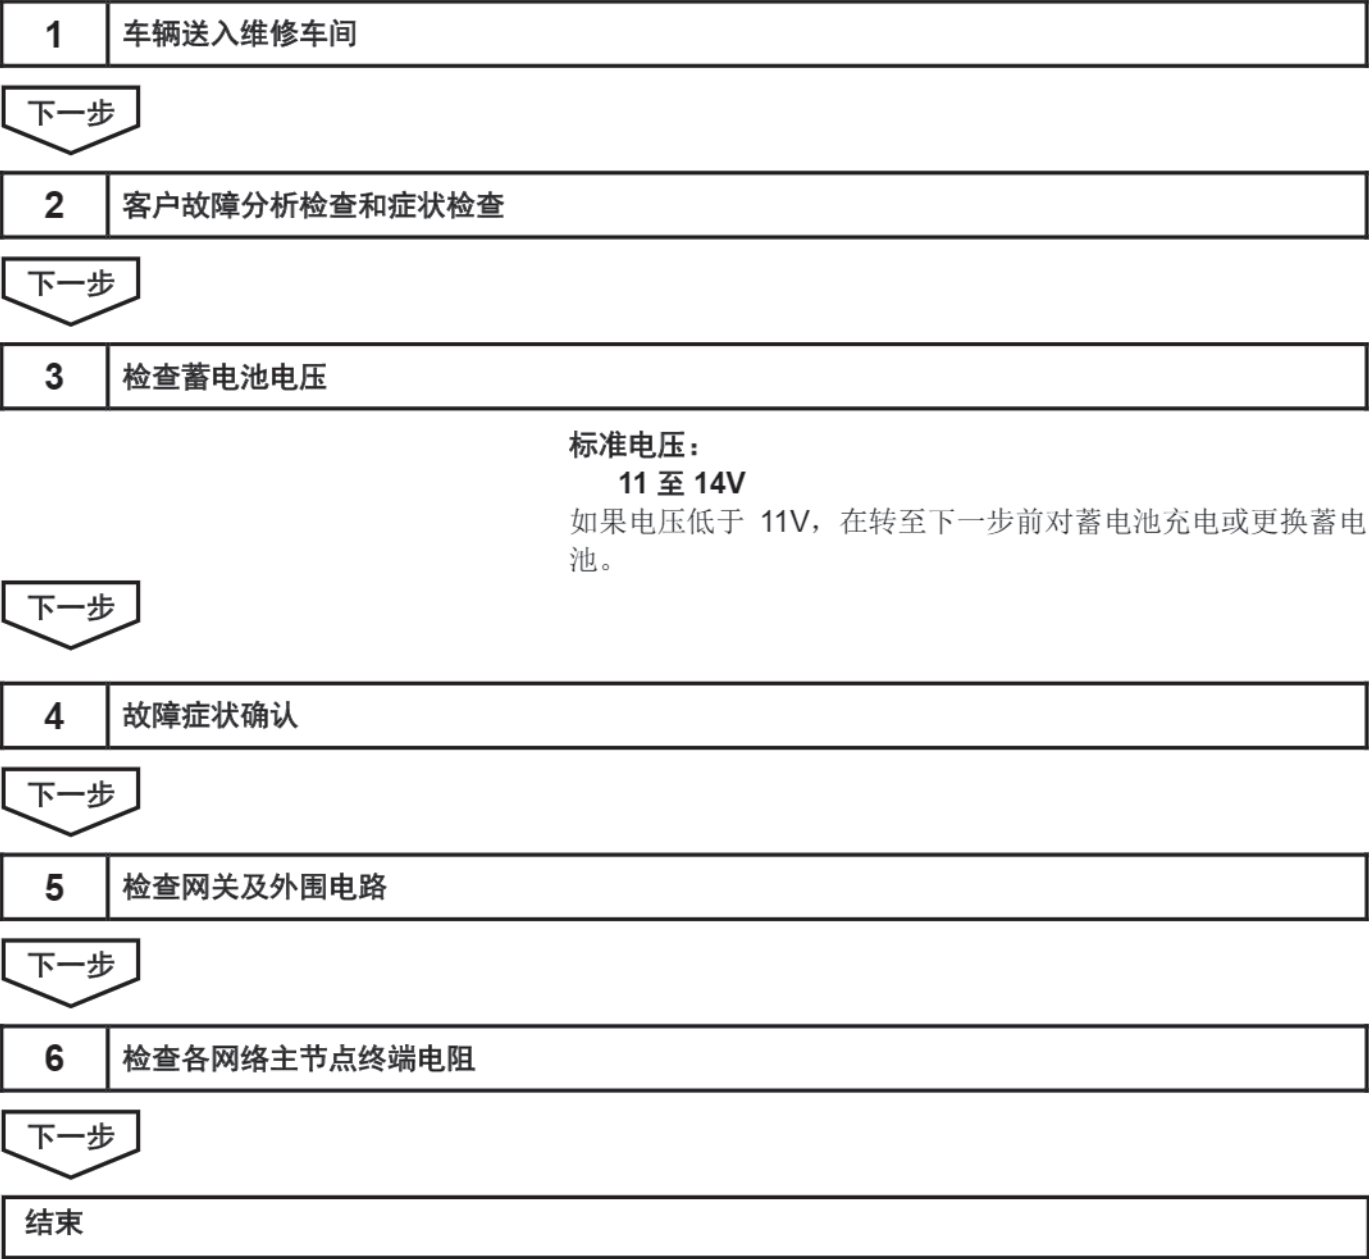 1 车辆送入维修车间
下一步
2 客户故障分析检查和症状检查
下一步
3 检查蓄电池电压
标准电压：
11 至 14V
如果电压低于 11V，在转至下一步前对蓄电池充电或更换蓄电
池。
下一步
4 故障症状确认
下一步
5 检查网关及外围电路
下一步
6 检查各网络主节点终端电阻
下一步
结束